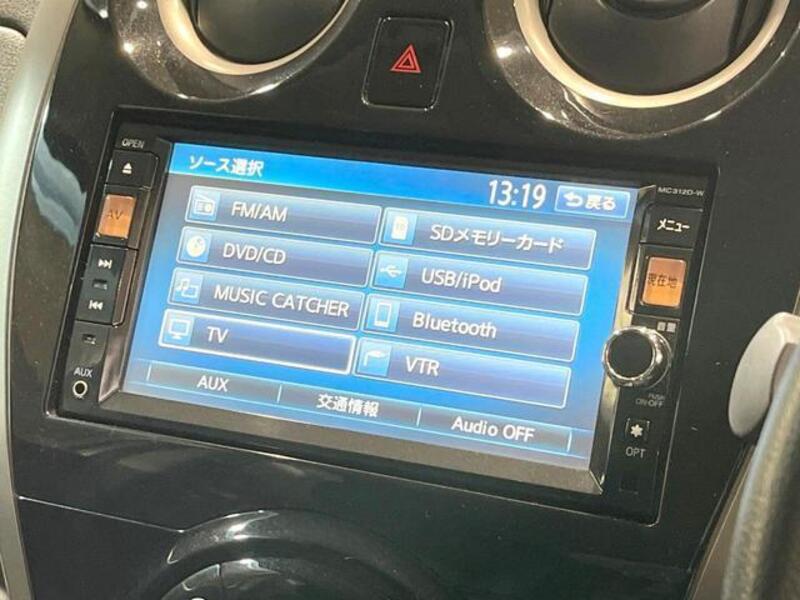 OPEN
MC312D-W
ソース選択
13:19
戻る
メニュー
AV
FM/AM
SDメモリーカード
DVD/CD
USB/iPod
現在地
MUSIC CATCHER
Bluetooth
音量
TV
VTR
AUX
AUX
交通情報
Audio OFF
PUSH
ON·OFF
OPT